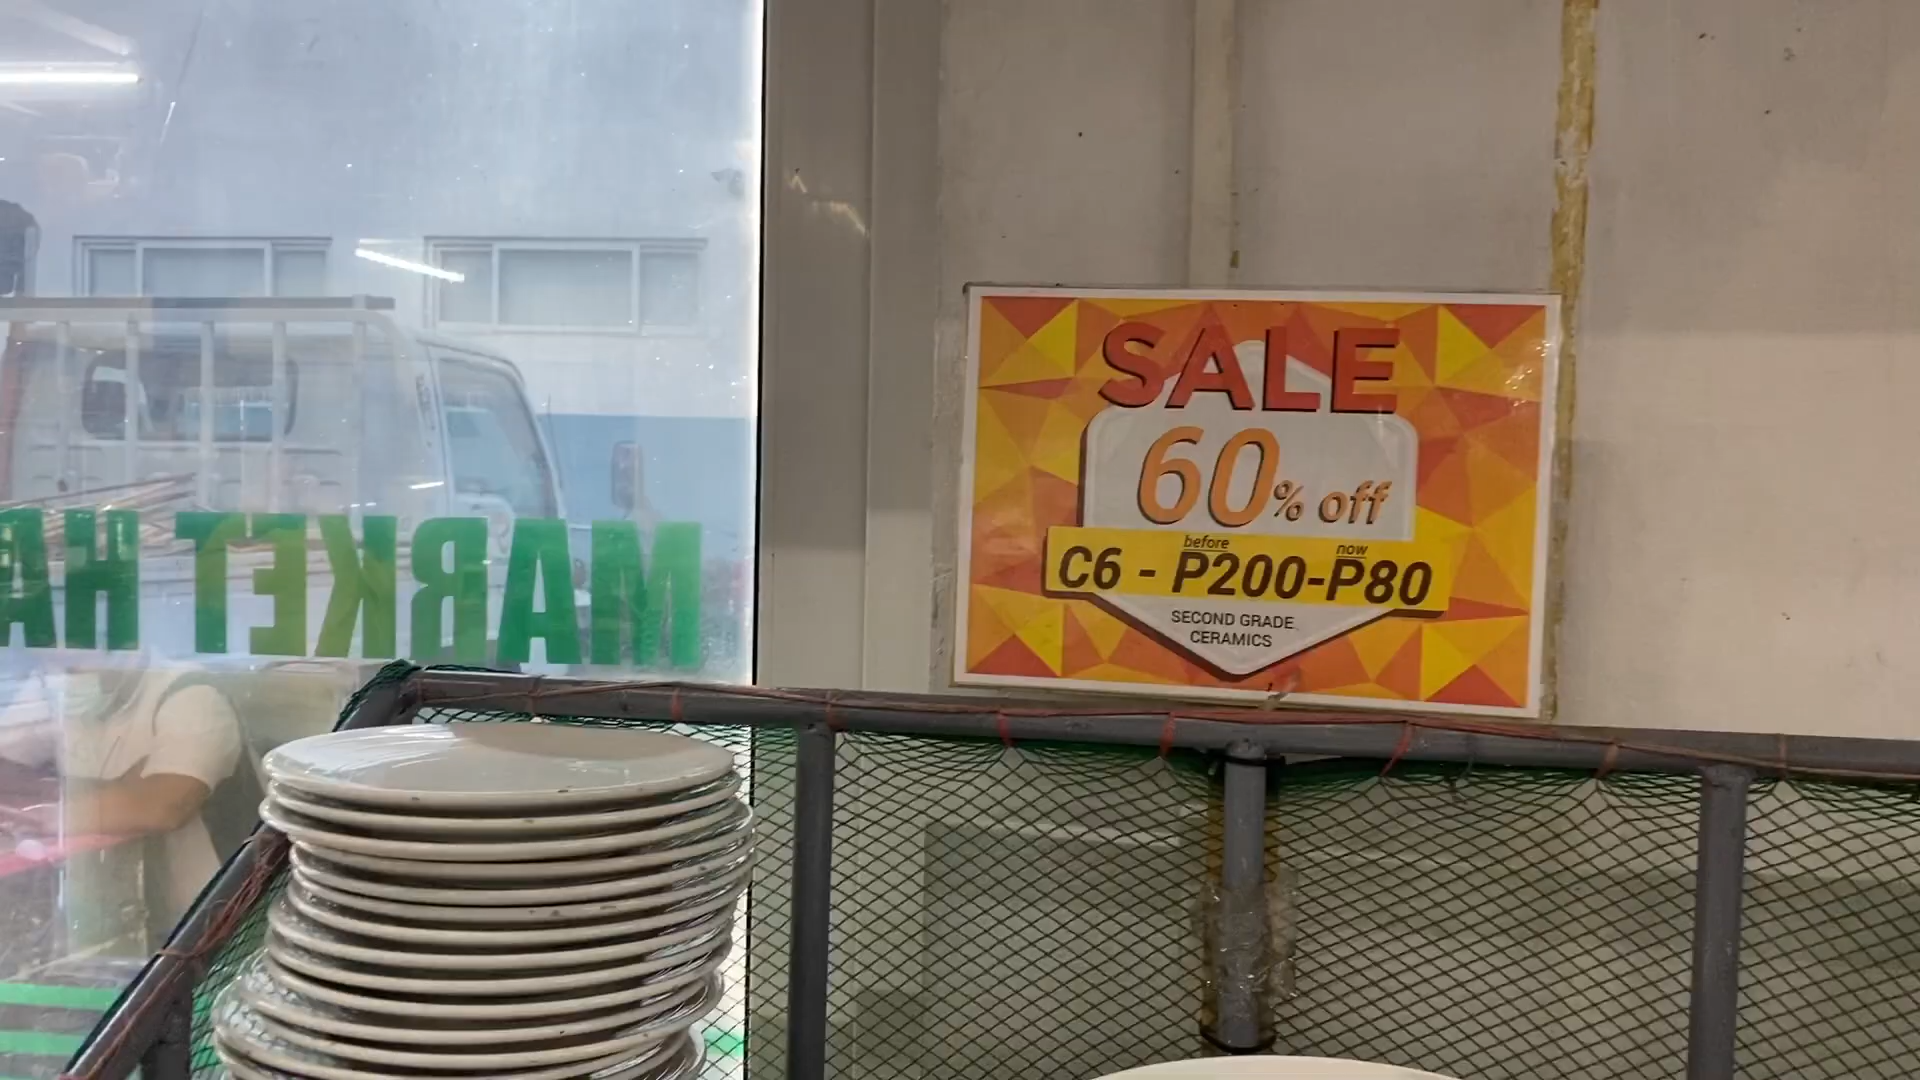 MARKET HA
SALE
60% off
before now
C6 - P200-P80
SECOND GRADE
CERAMICS